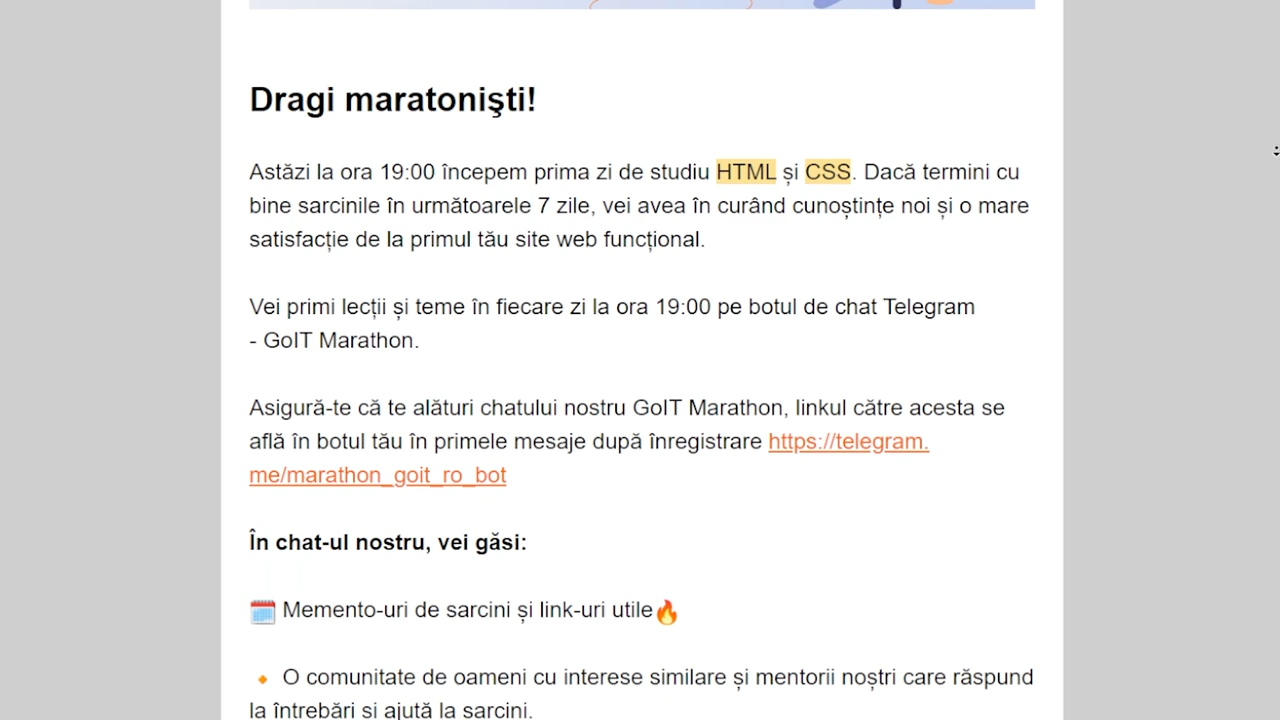 Dragi maratonişti!
Astăzi la ora 19:00 începem prima zi de studiu HTML și CSS. Dacă termini cu
bine sarcinile în următoarele 7 zile, vei avea în curând cunoștințe noi și o mare
satisfacție de la primul tău site web funcțional.
Vei primi lecții și teme în fiecare zi la ora 19:00 pe botul de chat Telegram
- GoIT Marathon.
Asigură-te că te alături chatului nostru GoIT Marathon, linkul către acesta se
află în botul tău în primele mesaje după înregistrare https://telegram.
me/marathon_goit_ro_bot
În chat-ul nostru, vei găsi:
🗓️ Memento-uri de sarcini și link-uri utile🔥
🔸 O comunitate de oameni cu interese similare și mentorii noștri care răspund
la întrebări și ajută la sarcini.